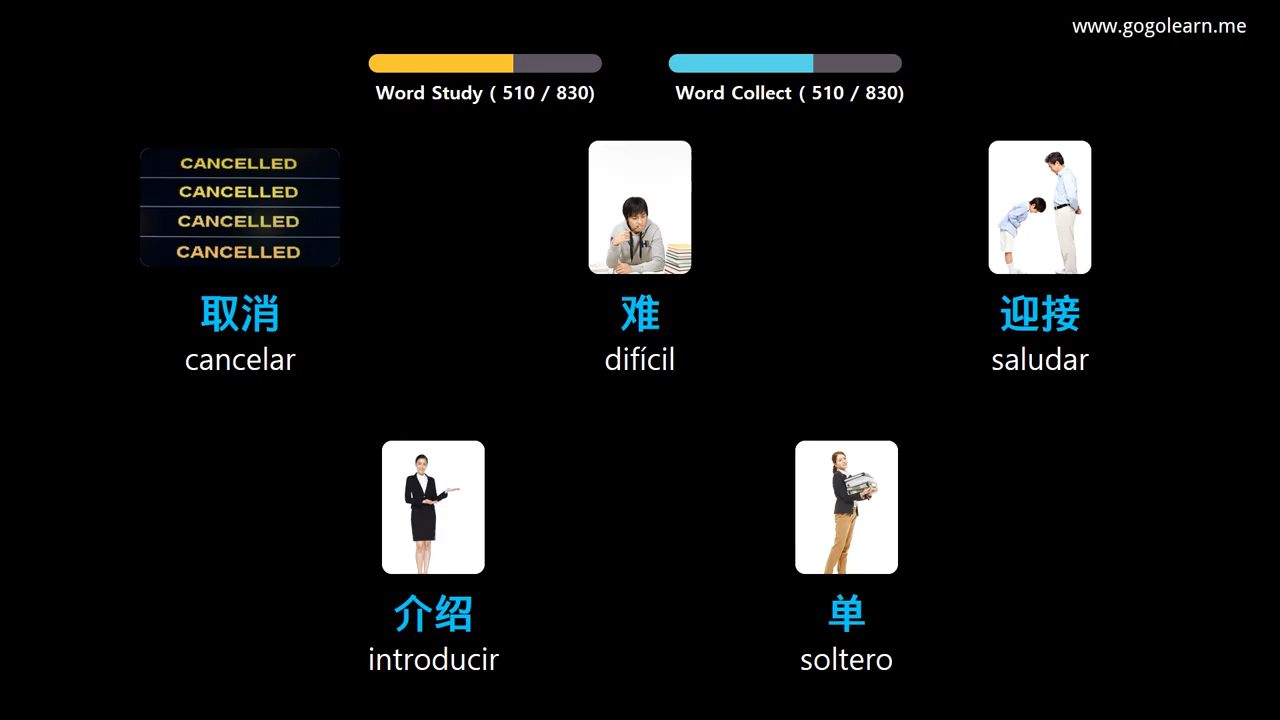 www.gogolearn.me
Word Study ( 510 / 830)
Word Collect ( 510 / 830)
CANCELLED
CANCELLED
CANCELLED
CANCELLED
取消
cancelar
难
difícil
迎接
saludar
介绍
introducir
单
soltero